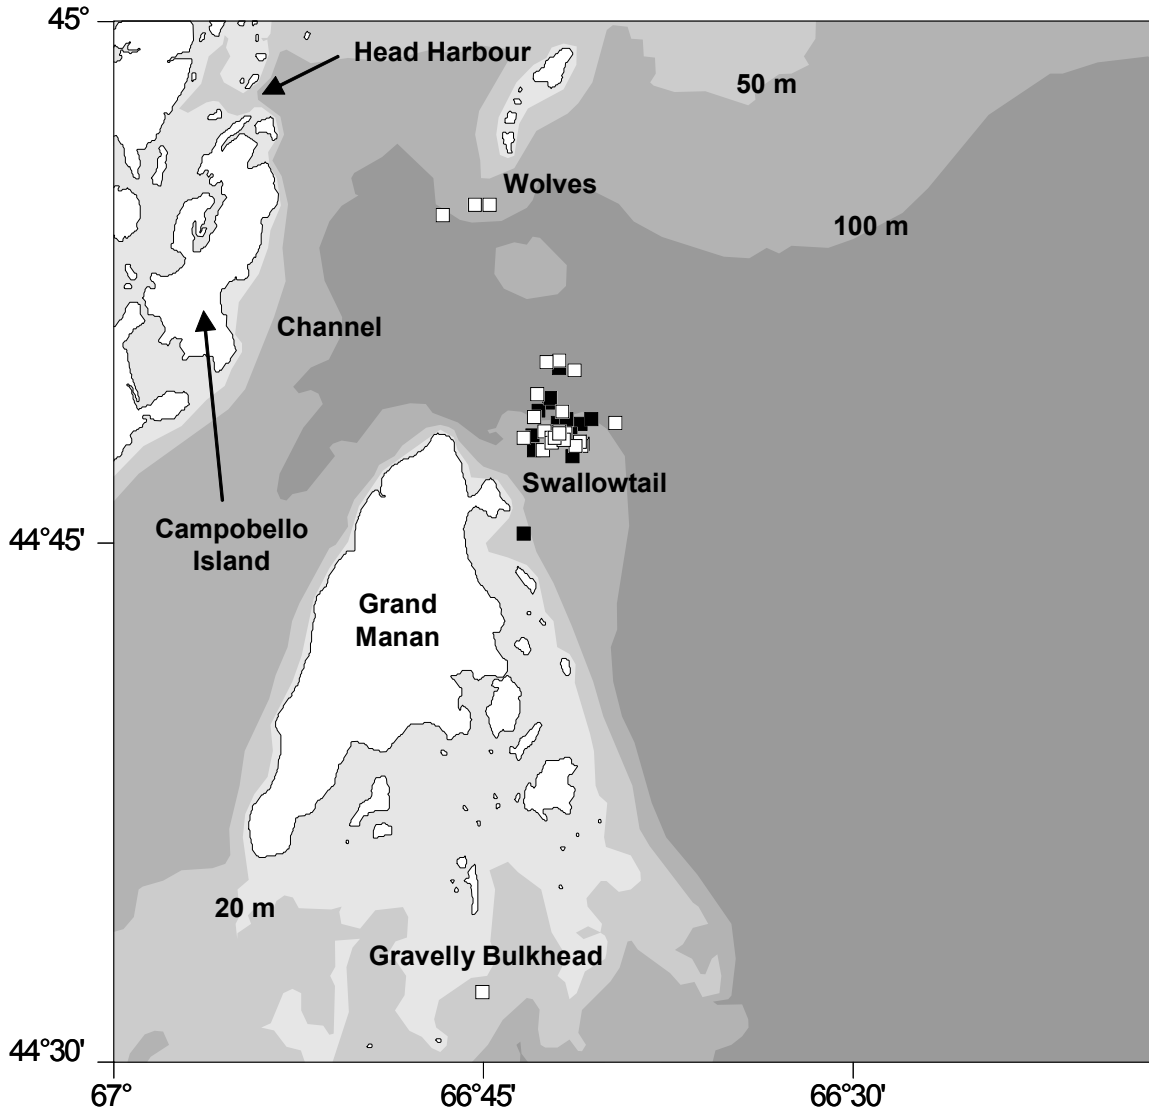 45°
Head Harbour
50 m
Wolves
100 m
Channel
Swallowtail
Campobello
Island
44°45'
Grand
Manan
20 m
Gravelly Bulkhead
44°30'
67°
66°45'
66°30'